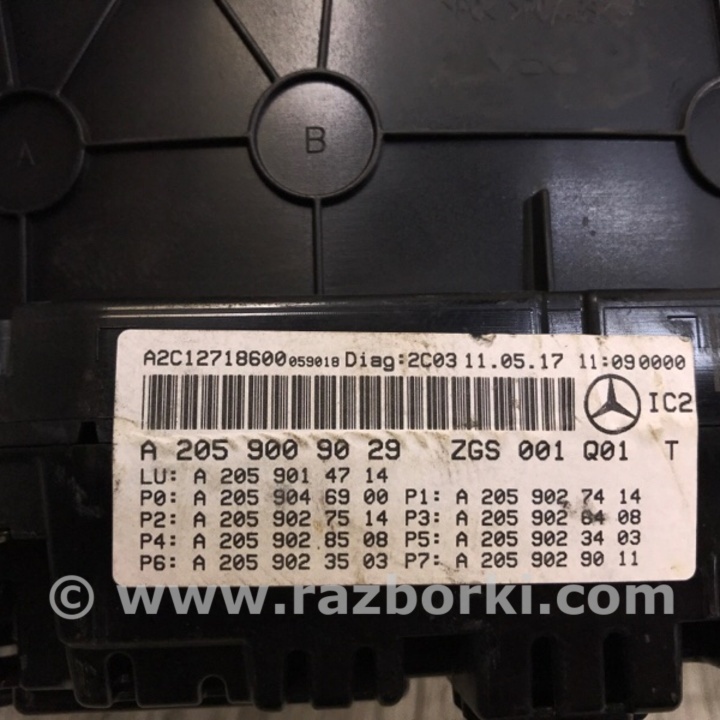 A
B
A2C12718600059018 Diag:2C03 11.05.17 11:090000
IC2
A 205 900 90 29 ZGS 001 Q01 T
LU: A 205 901 47 14
P0: A 205 904 69 00 P1: A 205 902 74 14
P2: A 205 902 75 14 P3: A 205 902 64 08
P4: A 205 902 85 08 P5: A 205 902 34 03
P6: A 205 902 35 03 P7: A 205 902 90 11
© www.razborki.com